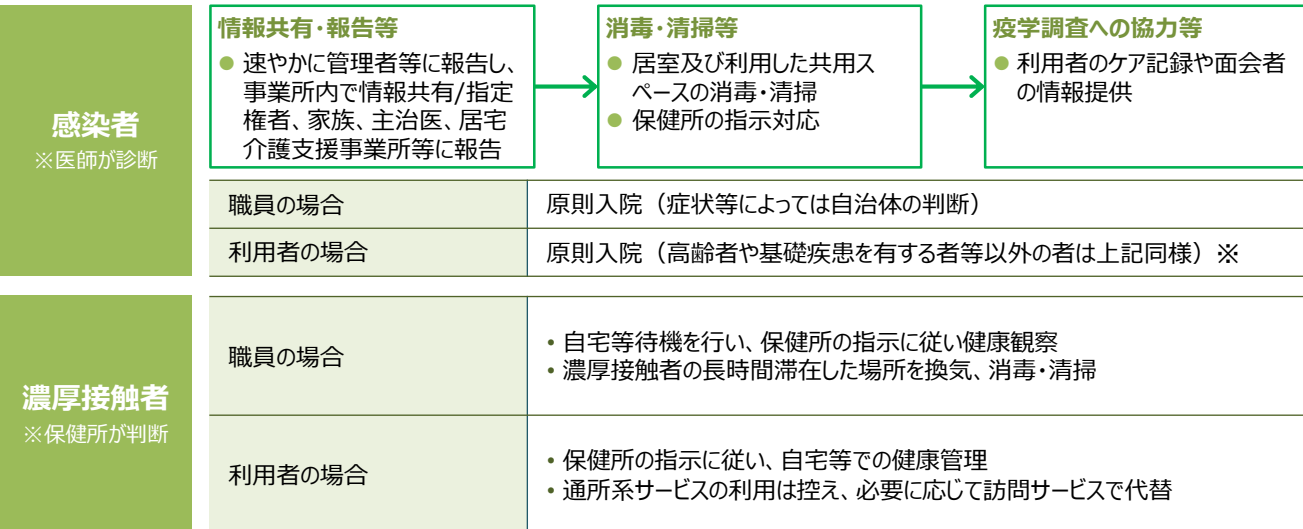 感染者
※医師が診断
情報共有・報告等
● 速やかに管理者等に報告し、
事業所内で情報共有/指定
権者、家族、主治医、居宅
介護支援事業所等に報告
消毒・清掃等
● 居室及び利用した共用ス
ペースの消毒・清掃
● 保健所の指示対応
疫学調査への協力等
● 利用者のケア記録や面会者
の情報提供
職員の場合
原則入院（症状等によっては自治体の判断）
利用者の場合
原則入院（高齢者や基礎疾患を有する者等以外の者は上記同様）※
濃厚接触者
※保健所が判断
職員の場合
• 自宅等待機を行い、保健所の指示に従い健康観察
• 濃厚接触者の長時間滞在した場所を換気、消毒・清掃
利用者の場合
• 保健所の指示に従い、自宅等での健康管理
• 通所系サービスの利用は控え、必要に応じて訪問サービスで代替